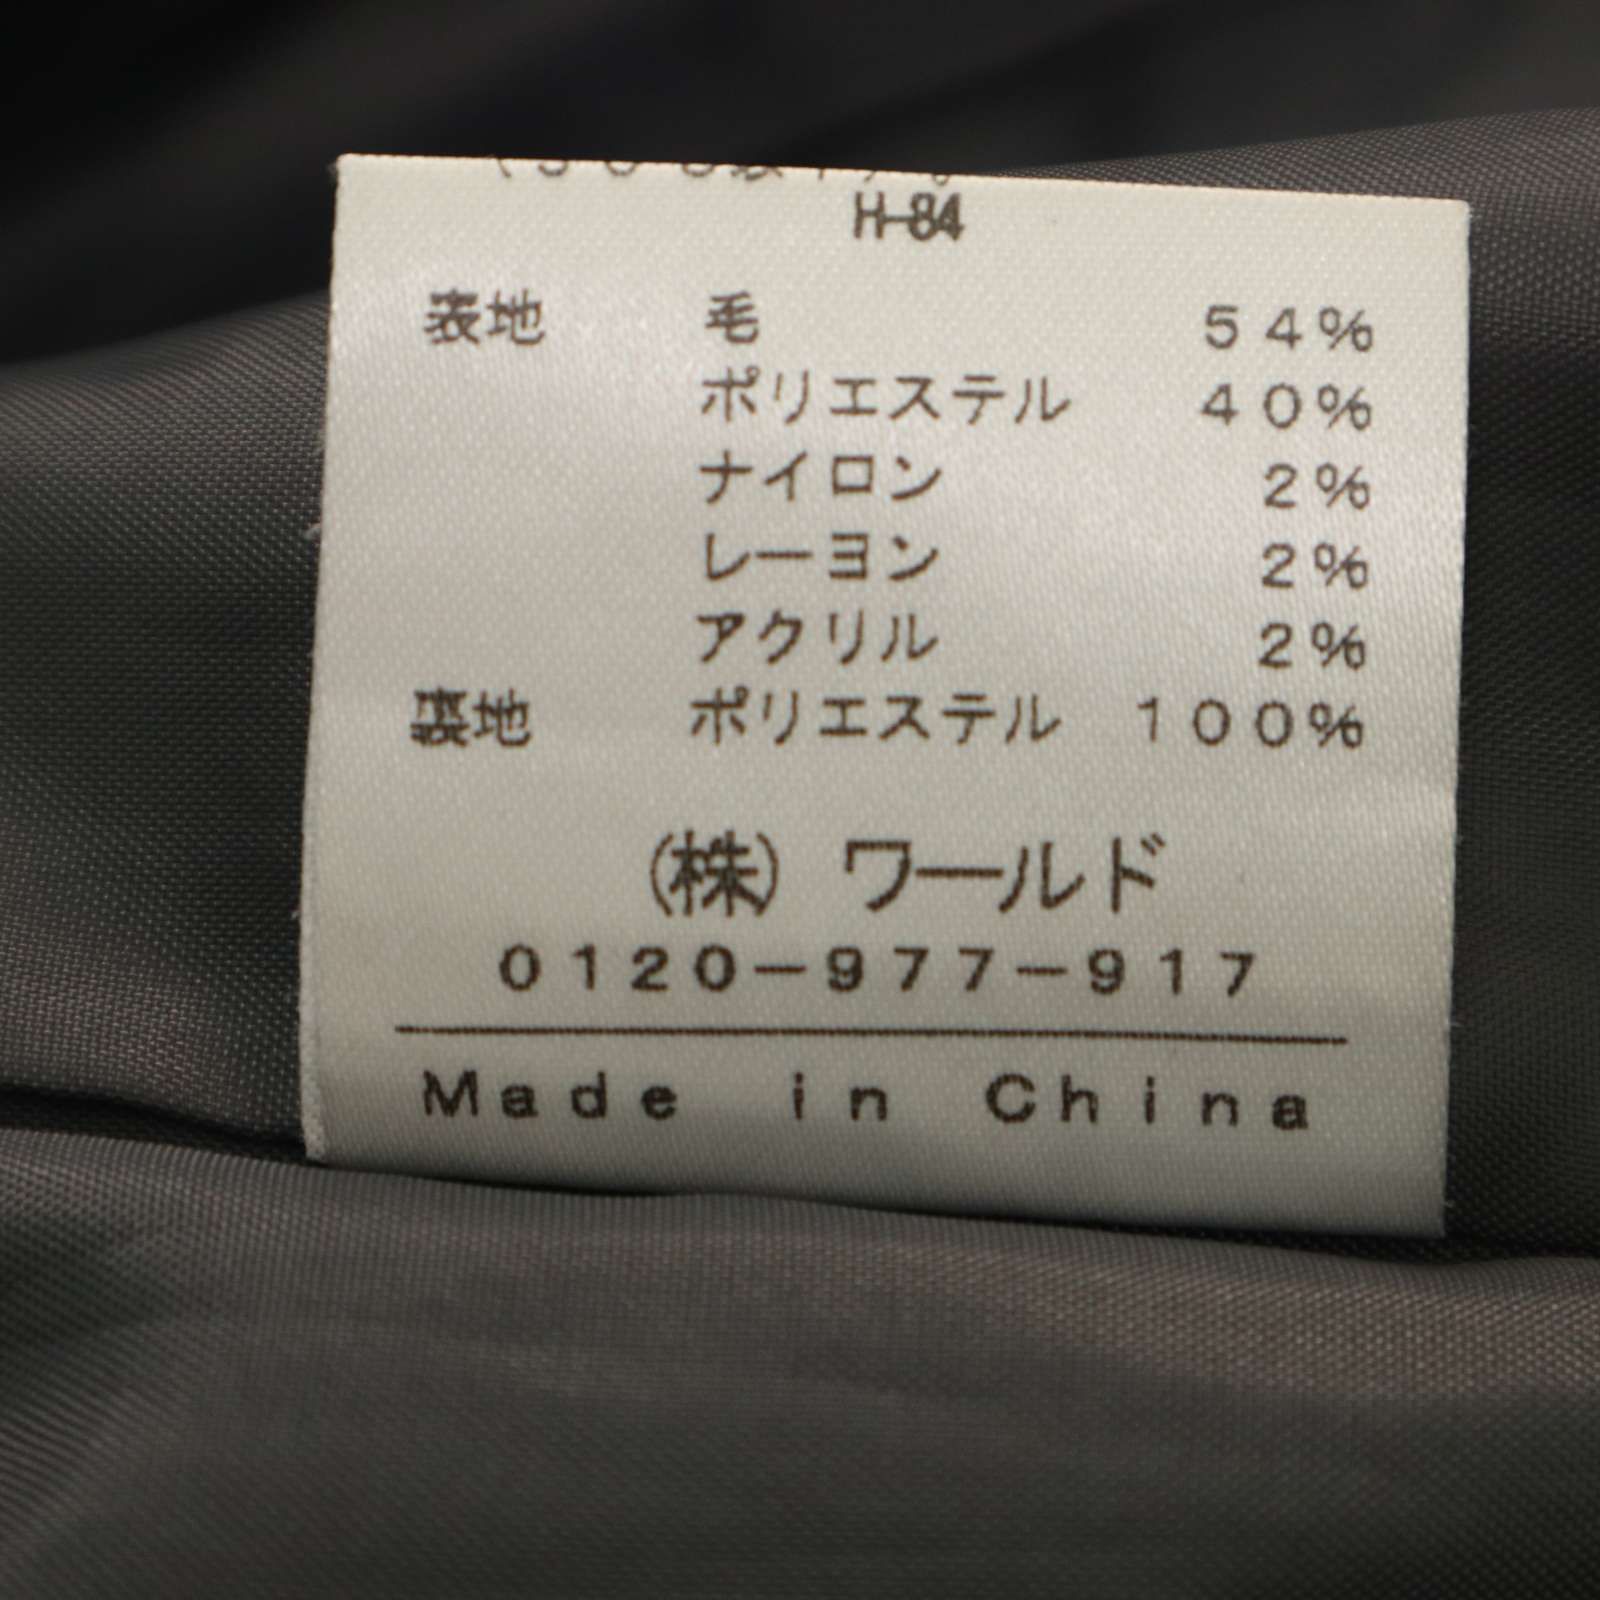 H-84
表地 毛 54%
ポリエステル 40%
ナイロン 2%
レーヨン 2%
アクリル 2%
裏地 ポリエステル 100%
(株) ワールド
0120-977-917
Made in China